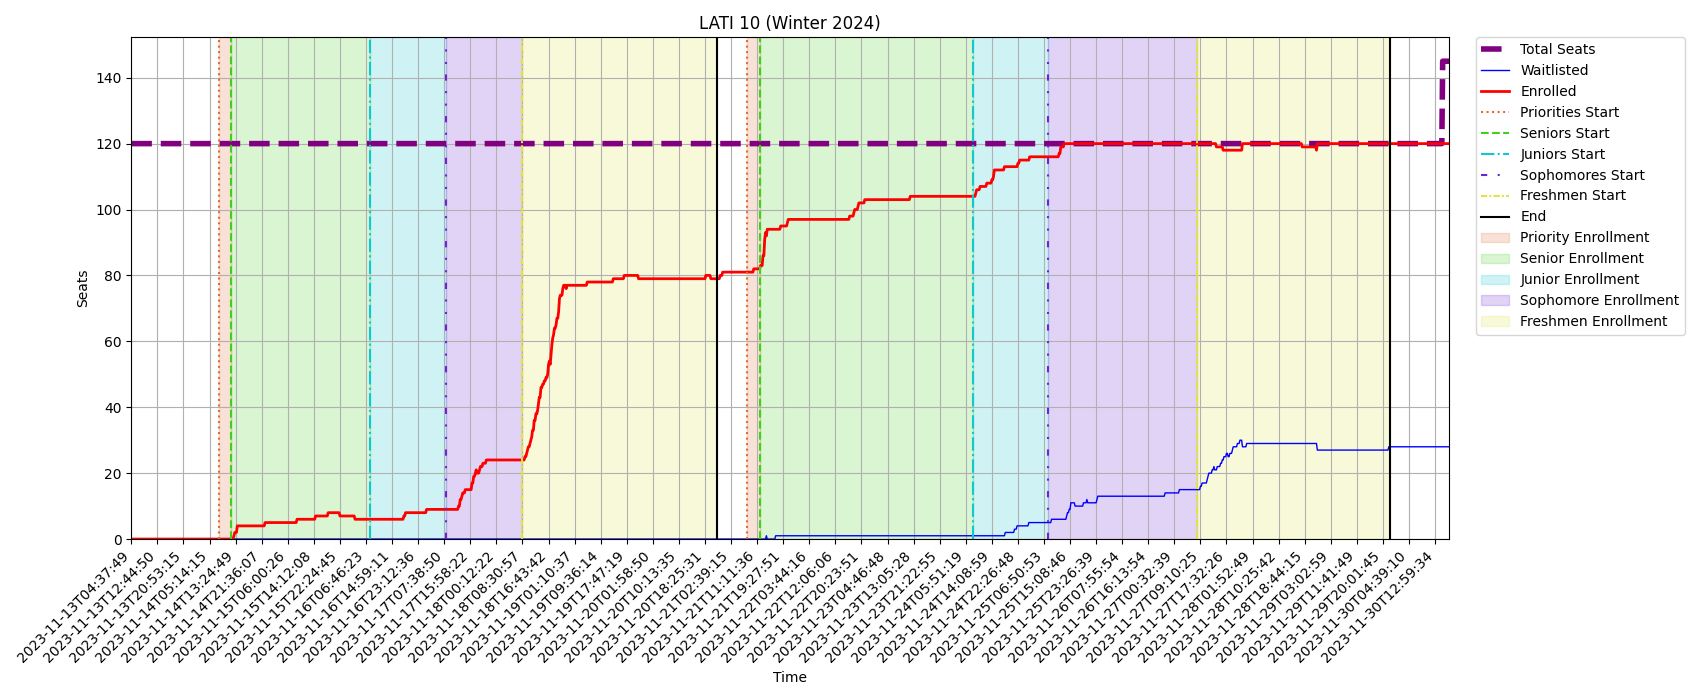 LATI 10 (Winter 2024)
Seats
140
120
100
80
60
40
20
0
2023-11-13T04:37:49
2023-11-13T12:44:50
2023-11-13T20:53:15
2023-11-14T05:14:15
2023-11-14T13:24:49
2023-11-14T21:36:07
2023-11-15T06:00:26
2023-11-15T14:12:08
2023-11-15T22:24:45
2023-11-16T06:46:23
2023-11-16T14:59:11
2023-11-16T23:12:36
2023-11-17T07:38:50
2023-11-17T15:58:22
2023-11-18T00:12:22
2023-11-18T08:30:57
2023-11-18T16:43:42
2023-11-19T01:10:37
2023-11-19T09:36:14
2023-11-19T17:47:19
2023-11-20T01:58:50
2023-11-20T10:13:35
2023-11-20T18:25:31
2023-11-21T02:39:15
2023-11-21T11:11:36
2023-11-21T19:27:51
2023-11-22T03:44:16
2023-11-22T12:06:06
2023-11-22T20:23:51
2023-11-23T04:46:48
2023-11-23T13:05:28
2023-11-23T21:22:55
2023-11-24T05:51:19
2023-11-24T14:08:59
2023-11-24T22:26:48
2023-11-25T06:50:53
2023-11-25T15:08:46
2023-11-25T23:26:39
2023-11-26T07:55:54
2023-11-26T16:13:54
2023-11-27T00:32:39
2023-11-27T09:10:25
2023-11-27T17:32:26
2023-11-28T01:52:49
2023-11-28T10:25:42
2023-11-28T18:44:15
2023-11-29T03:02:59
2023-11-29T11:41:49
2023-11-29T20:01:45
2023-11-30T04:39:10
2023-11-30T12:59:34
Time
Total Seats
Waitlisted
Enrolled
Priorities Start
Seniors Start
Juniors Start
Sophomores Start
Freshmen Start
End
Priority Enrollment
Senior Enrollment
Junior Enrollment
Sophomore Enrollment
Freshmen Enrollment